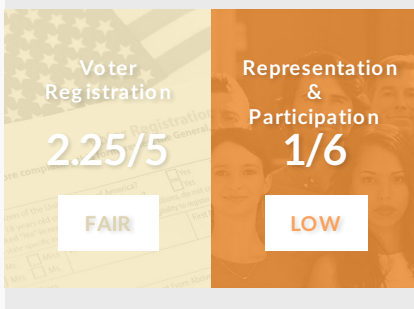 Voter
Registration
2.25/5
FAIR
Representation
&
Participation
1/6
LOW